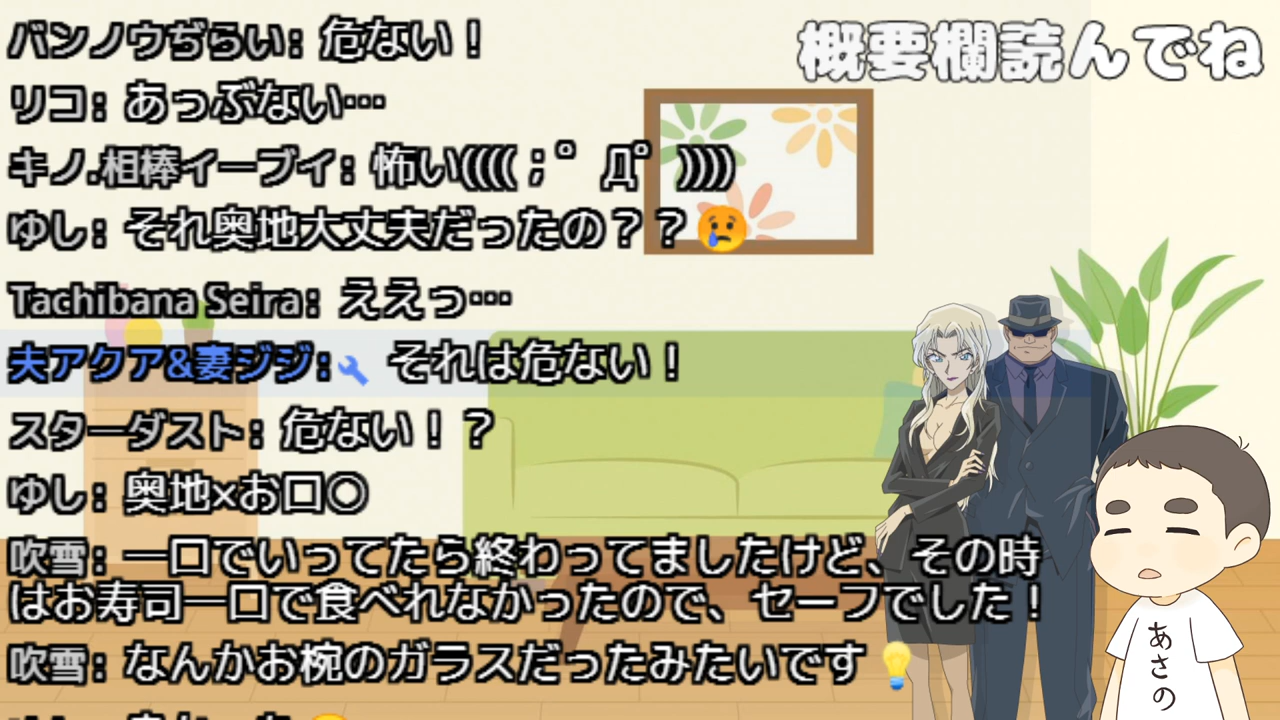 バンノウぢらい: 危ない！
概要欄読んでね
リコ: あっぶない…
キノ.相棒イーブイ: 怖い((((；゜Д゜))))
ゆし: それ奥地大丈夫だったの？？😢
Tachibana Seira: ええっ…
夫アクア&妻ジジ:🔧 それは危ない！
スターダスト: 危ない！？
ゆし: 奥地×お口〇
吹雪: 一口でいってたら終わってましたけど、その時
はお寿司一口で食べれなかったので、セーフでした！
吹雪: なんかお椀のガラスだったみたいです💡
あさの